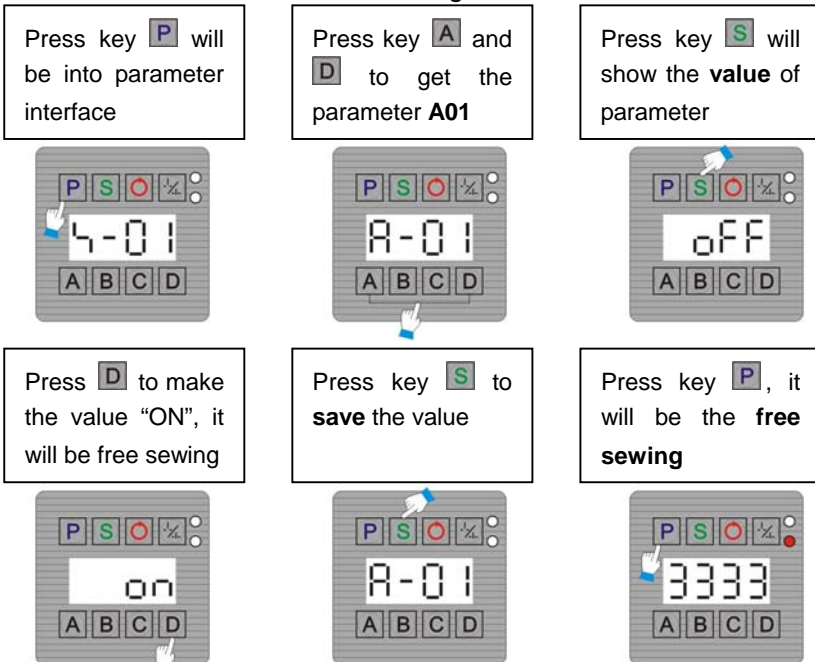 Press key P will
be into parameter
interface
Press key A and
D to get the
parameter A01
Press key S will
show the value of
parameter
P S
A B C D
P S
A-01
A B C D
P S
oFF
A B C D
Press D to make
the value “ON”, it
will be free sewing
Press key S to
save the value
Press key P, it
will be the free
sewing
P S
on
A B C D
P S
A-01
A B C D
P S
3333
A B C D